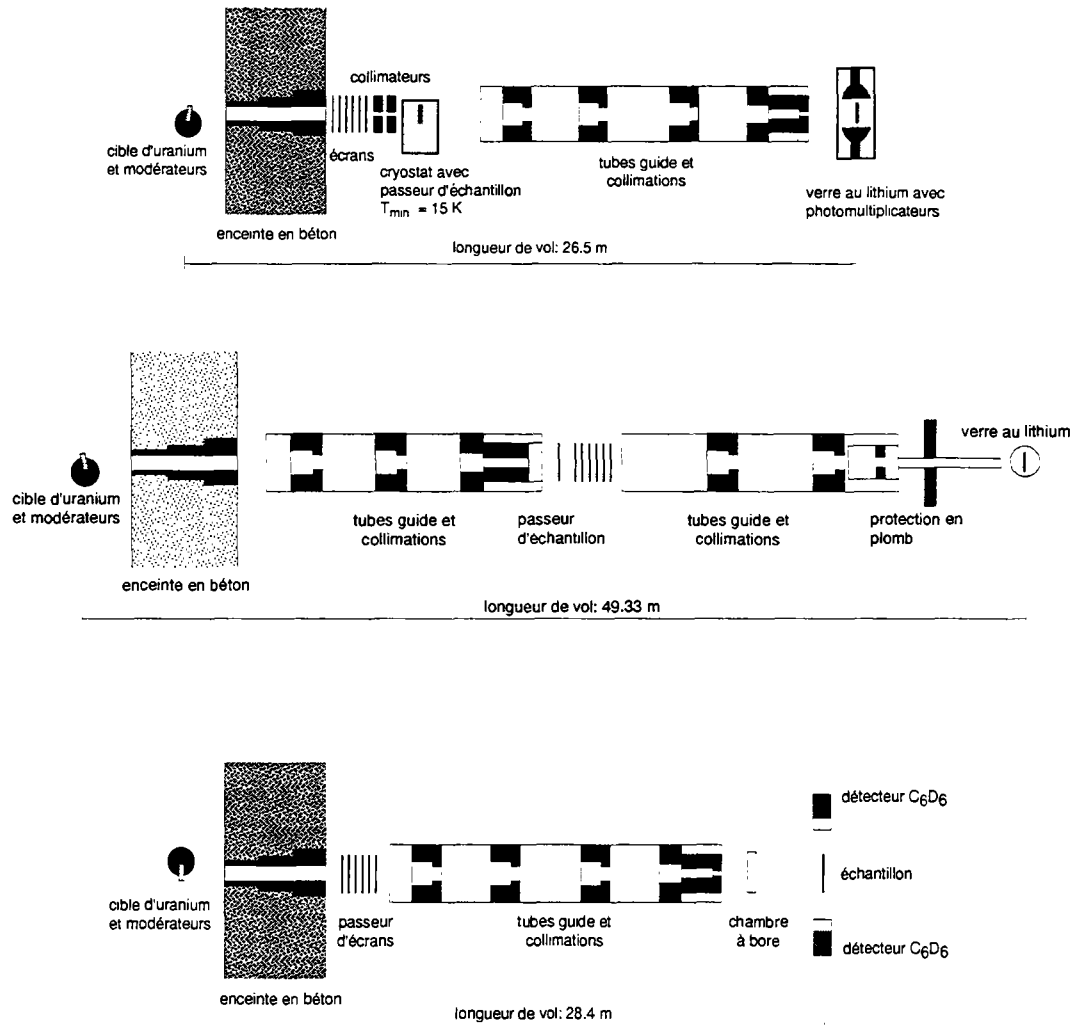 collimateurs
cible d'uranium
et modérateurs
écrans
cryostat avec
passeur d'échantillon
Tmin = 15 K
tubes guide et
collimations
verre au lithium avec
photomultiplicateurs
enceinte en béton
longueur de vol: 26.5 m
verre au lithium
cible d'uranium
et modérateurs
tubes guide et
collimations
passeur
d'échantillon
tubes guide et
collimations
protection en
plomb
enceinte en béton
longueur de vol: 49.33 m
détecteur C6D6
échantillon
cible d'uranium
et modérateurs
passeur
d'écrans
tubes guide et
collimations
chambre
à bore
détecteur C6D6
enceinte en béton
longueur de vol: 28.4 m